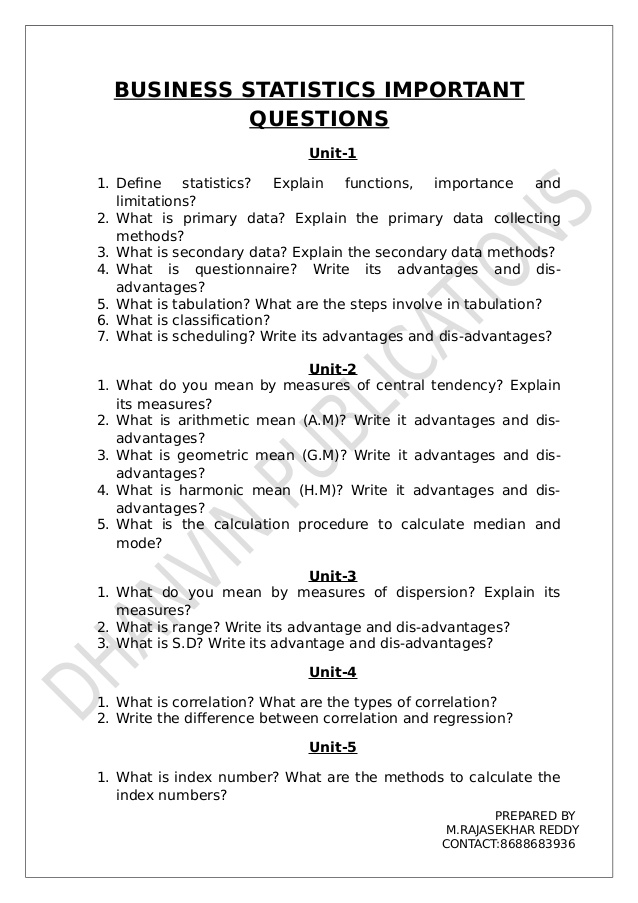 BUSINESS STATISTICS IMPORTANT
QUESTIONS
Unit-1
1. Define statistics? Explain functions, importance and
limitations?
2. What is primary data? Explain the primary data collecting
methods?
3. What is secondary data? Explain the secondary data methods?
4. What is questionnaire? Write its advantages and dis-
advantages?
5. What is tabulation? What are the steps involve in tabulation?
6. What is classification?
7. What is scheduling? Write its advantages and dis-advantages?
Unit-2
1. What do you mean by measures of central tendency? Explain
its measures?
2. What is arithmetic mean (A.M)? Write it advantages and dis-
advantages?
3. What is geometric mean (G.M)? Write it advantages and dis-
advantages?
4. What is harmonic mean (H.M)? Write it advantages and dis-
advantages?
5. What is the calculation procedure to calculate median and
mode?
Unit-3
1. What do you mean by measures of dispersion? Explain its
measures?
2. What is range? Write its advantage and dis-advantages?
3. What is S.D? Write its advantage and dis-advantages?
Unit-4
1. What is correlation? What are the types of correlation?
2. Write the difference between correlation and regression?
Unit-5
1. What is index number? What are the methods to calculate the
index numbers?
PREPARED BY
M.RAJASEKHAR REDDY
CONTACT:8688683936
DHANVIN PUBLICATIONS